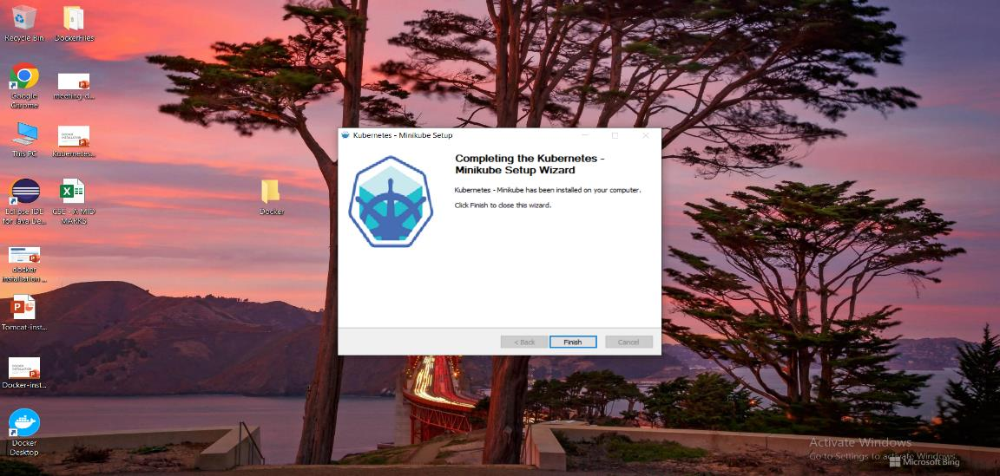 Recycle Bin
DockerFiles
Google
Chrome
meeting_d...
This PC
Kubernetes...
Eclipse IDE
for Java De...
CSE - A MID
MARKS
Docker
docker
installation ...
Tomcat-inst...
Docker-inst...
Docker
Desktop
Kubernetes - Minikube Setup
Completing the Kubernetes -
Minikube Setup Wizard
Kubernetes - Minikube has been installed on your computer.
Click Finish to close this wizard.
< Back
Finish
Cancel
Activate Windows
Go to Settings to activate Windows.
Microsoft Bing